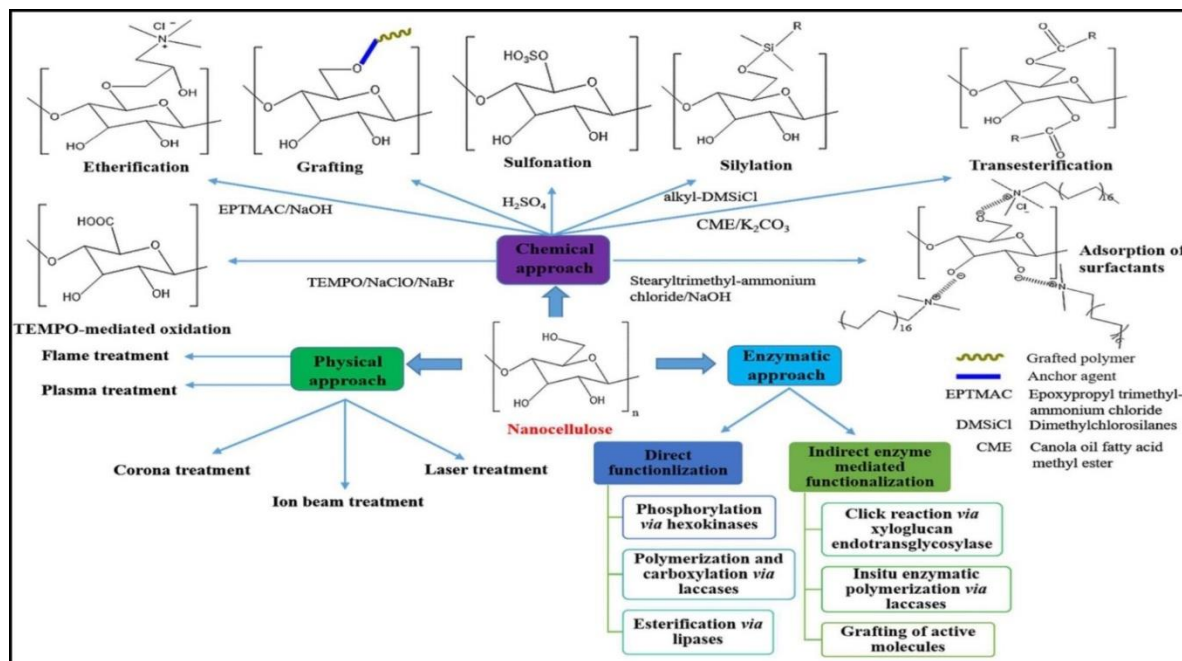 Cl⁻
N⁺
O
OH
O
O
HO
OH
Etherification
O
O
O
HO
OH
Grafting
HO₃SO
O
O
HO
OH
Sulfonation
R
Si
O
O
O
HO
OH
Silylation
O
C
R
O
O
O
HO
O
R
C
O
Transesterification
EPTMAC/NaOH
H₂SO₄
alkyl-DMSiCl
CME/K₂CO₃
HOOC
O
O
HO
OH
TEMPO-mediated oxidation
TEMPO/NaClO/NaBr
Chemical
approach
Stearyltrimethyl-ammonium
chloride/NaOH
N
16
Cl⁻
O
O
O
O
O
N
N
16
Adsorption of
surfactants
Flame treatment
Plasma treatment
Physical
approach
Corona treatment
Ion beam treatment
Laser treatment
HO
O
O
HO
OH
n
Nanocellulose
Enzymatic
approach
Grafted polymer
Anchor agent
EPTMAC Epoxypropyl trimethyl-
ammonium chloride
DMSiCl Dimethylchlorosilanes
CME Canola oil fatty acid
methyl ester
Direct
functionlization
Phosphorylation
via hexokinases
Polymerization and
carboxylation via
laccases
Esterification via
lipases
Indirect enzyme
mediated
functionalization
Click reaction via
xyloglucan
endotransglycosylase
Insitu enzymatic
polymerization via
laccases
Grafting of active
molecules